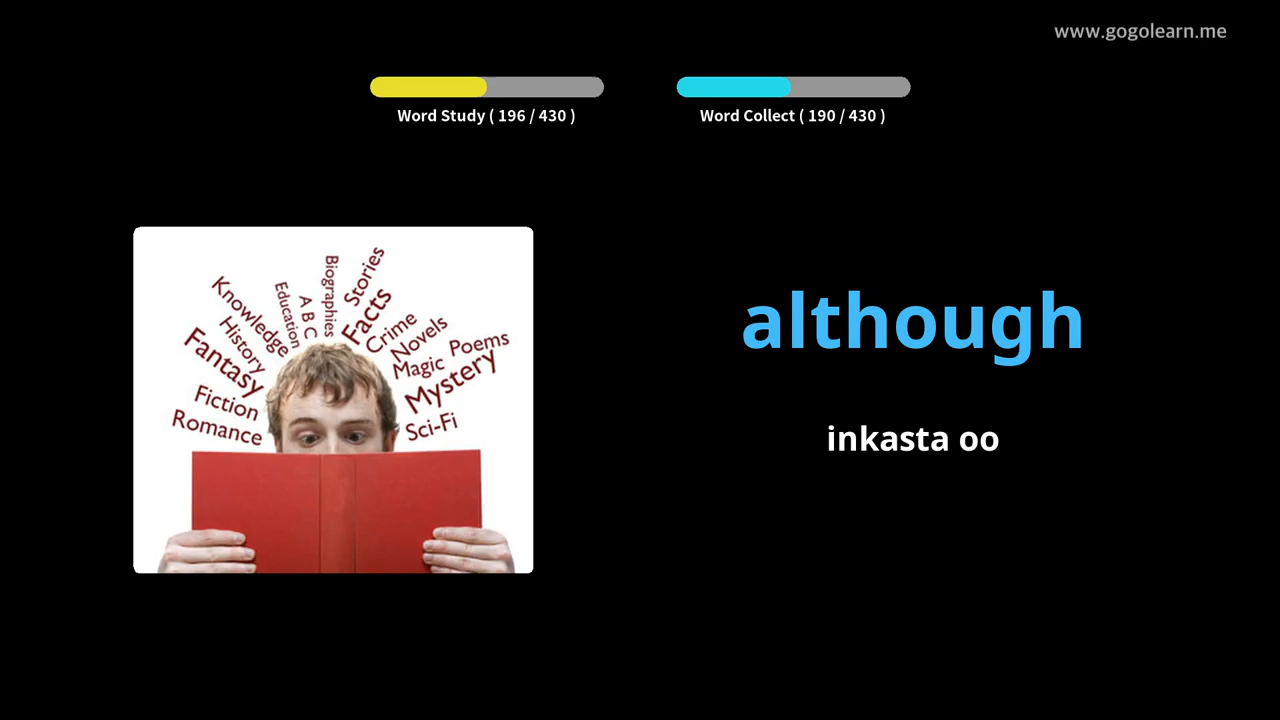 www.gogolearn.me
Word Study ( 196 / 430 )
Word Collect ( 190 / 430 )
Biographies
Stories
Knowledge
Education
A B C
Facts
Crime
History
Novels
Fantasy
Magic
Poems
Mystery
Fiction
Romance
Sci-Fi
although
inkasta oo